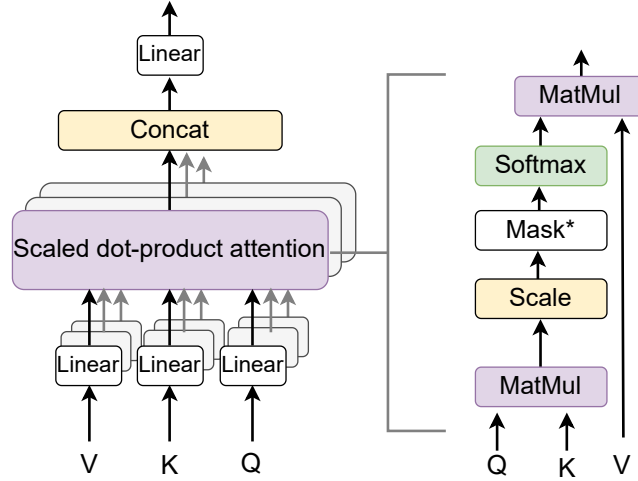 Linear
Concat
Scaled dot-product attention
Linear Linear Linear
V K Q
MatMul
Softmax
Mask*
Scale
MatMul
Q K V